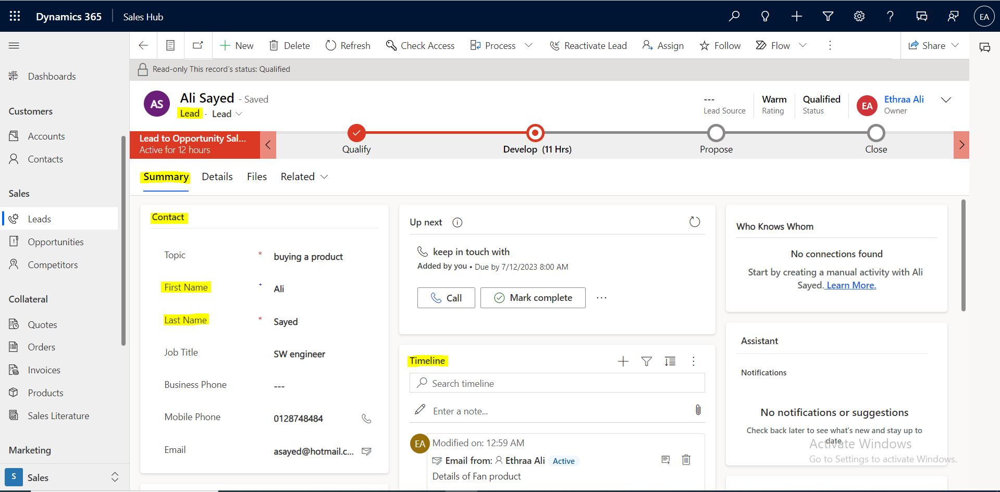 Dynamics 365 Sales Hub EA
New Delete Refresh Check Access Process Reactivate Lead Assign Follow Flow Share
Read-only This record's status: Qualified
Dashboards
Customers
Accounts
Contacts
Sales
Leads
Opportunities
Competitors
Collateral
Quotes
Orders
Invoices
Products
Sales Literature
Marketing
S Sales
AS
Ali Sayed - Saved
Lead · Lead
---
Lead Source
Warm
Rating
Qualified
Status
EA
Ethraa Ali
Owner
Lead to Opportunity Sal...
Active for 12 hours
Qualify
Develop (11 Hrs)
Propose
Close
Summary Details Files Related
Contact
Topic * buying a product
First Name + Ali
Last Name * Sayed
Job Title SW engineer
Business Phone ---
Mobile Phone 0128748484
Email asayed@hotmail.c...
Up next
keep in touch with
Added by you • Due by 7/12/2023 8:00 AM
Call Mark complete ...
Timeline
Search timeline
Enter a note...
EA
Modified on: 12:59 AM
Email from: Ethraa Ali Active
Details of Fan product
Who Knows Whom
No connections found
Start by creating a manual activity with Ali
Sayed. Learn More.
Assistant
Notifications
No notifications or suggestions
Check back later to see what's new and stay up to
date.
Activate Windows
Go to Settings to activate Windows.